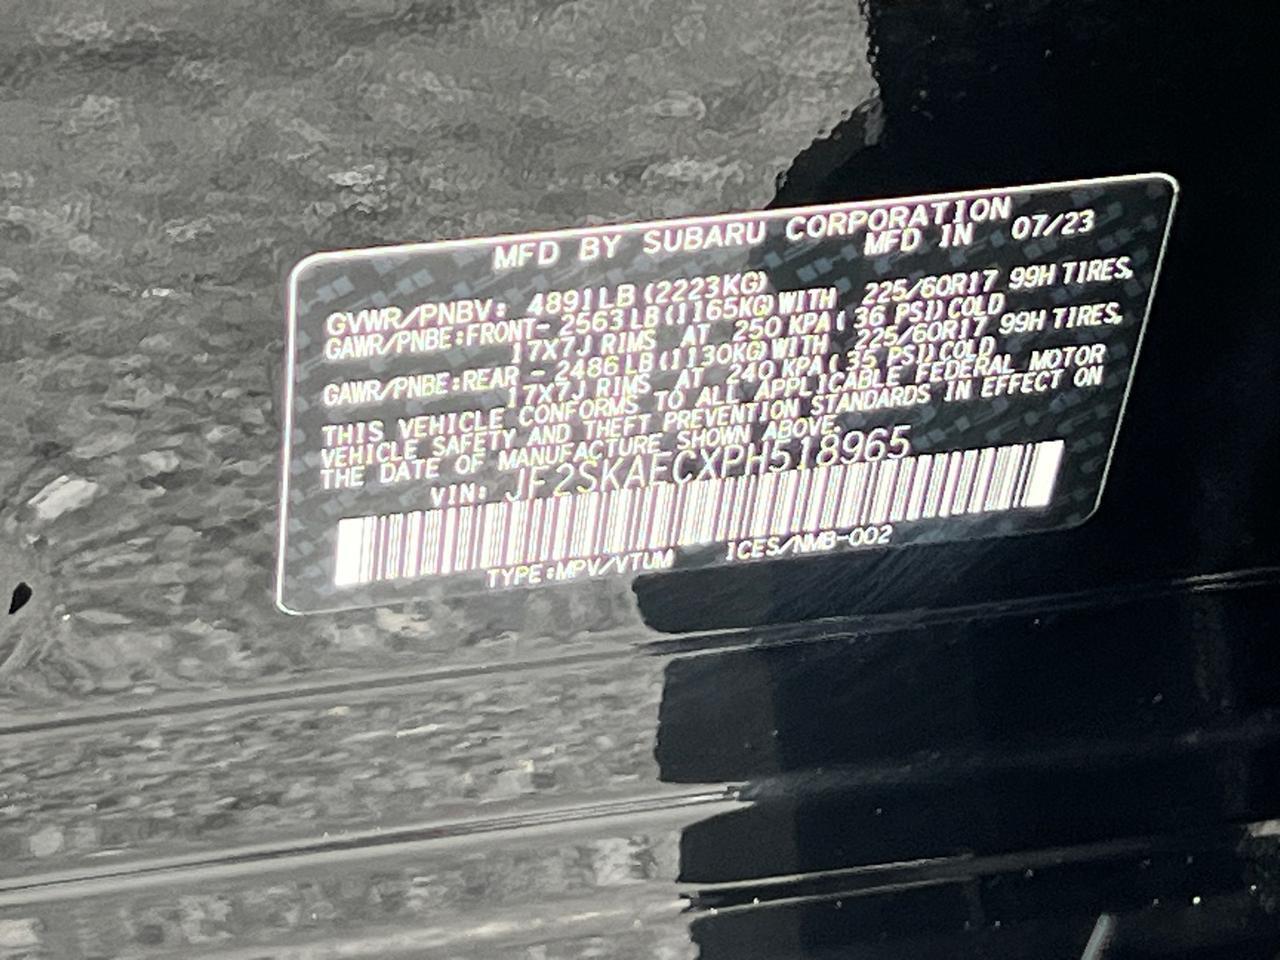 MFD BY SUBARU CORPORATION
MFD IN 07/23
GVWR/PNBV: 4891LB (2223KG)
GAWR/PNBE:FRONT- 2563LB(1165KG)WITH 225/60R17 99H TIRES,
17X7J RIMS AT 250 KPA( 36 PSI)COLD
GAWR/PNBE:REAR - 2486LB(1130KG)WITH 225/60R17 99H TIRES,
17X7J RIMS AT 240 KPA( 35 PSI)COLD
THIS VEHICLE CONFORMS TO ALL APPLICABLE FEDERAL MOTOR
VEHICLE SAFETY AND THEFT PREVENTION STANDARDS IN EFFECT ON
THE DATE OF MANUFACTURE SHOWN ABOVE.
VIN: JF2SKAECXPH518965
TYPE:MPV/VTUM ICES/NMB-002